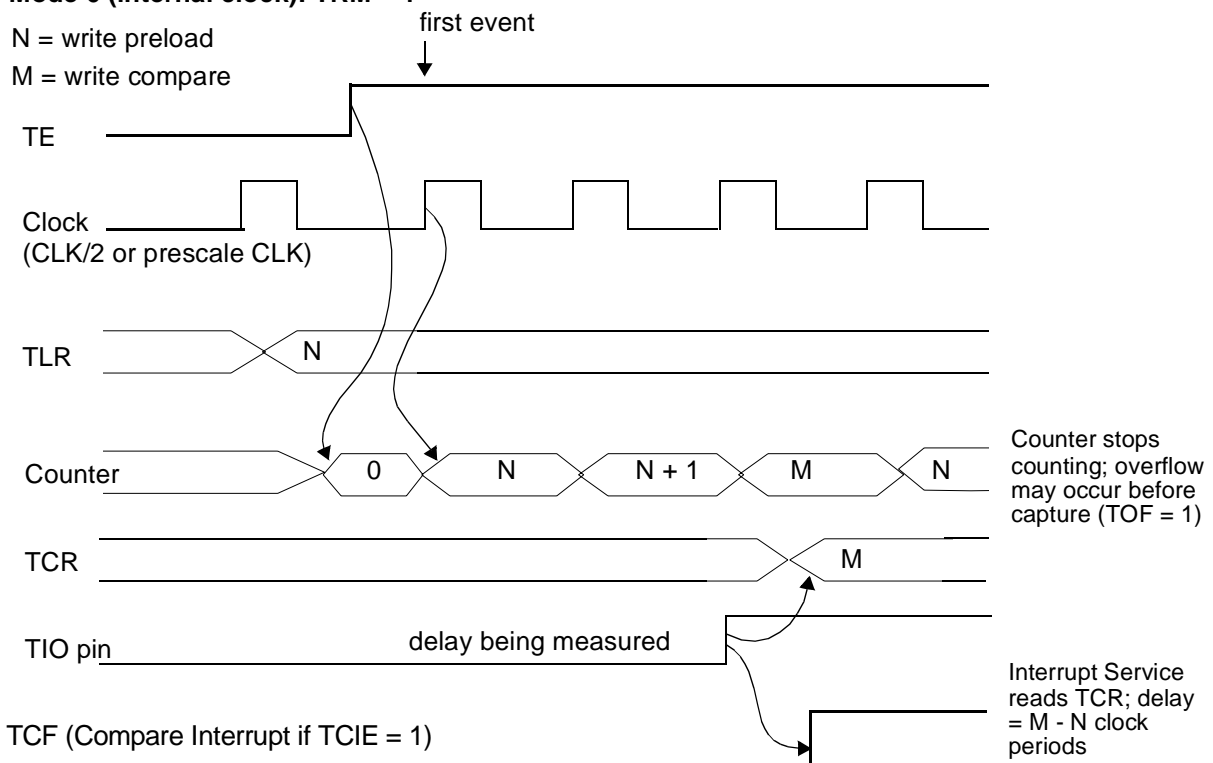 first event
N = write preload
M = write compare
TE
Clock
(CLK/2 or prescale CLK)
TLR
N
Counter
0
N
N + 1
M
N
Counter stops
counting; overflow
may occur before
capture (TOF = 1)
TCR
M
TIO pin
delay being measured
Interrupt Service
reads TCR; delay
= M - N clock
periods
TCF (Compare Interrupt if TCIE = 1)